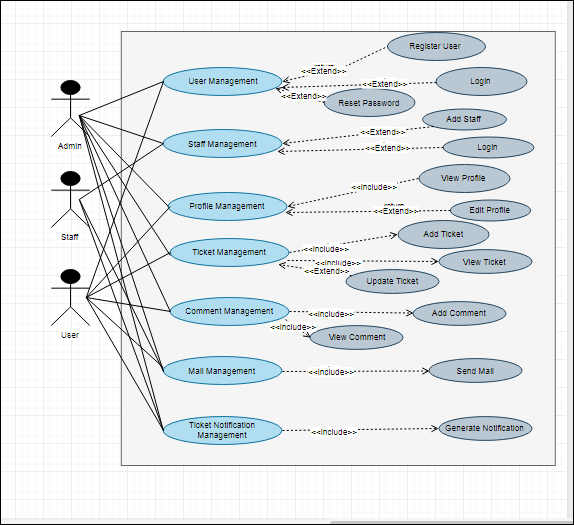 Register User
<<Extend>>
User Management
Login
<<Extend>>
<<Extend>>
Reset Password
Add Staff
<<Extend>>
Admin
Staff Management
Login
<<Extend>>
View Profile
<<Include>>
Profile Management
Edit Profile
<<Extend>>
Staff
Add Ticket
<<Include>>
Ticket Management
View Ticket
<<Include>>
<<Extend>>
Update Ticket
Comment Management
Add Comment
<<Include>>
<<Include>>
User
View Comment
Mail Management
<<Include>>
Send Mail
Ticket Notification
Management
<<Include>>
Generate Notification